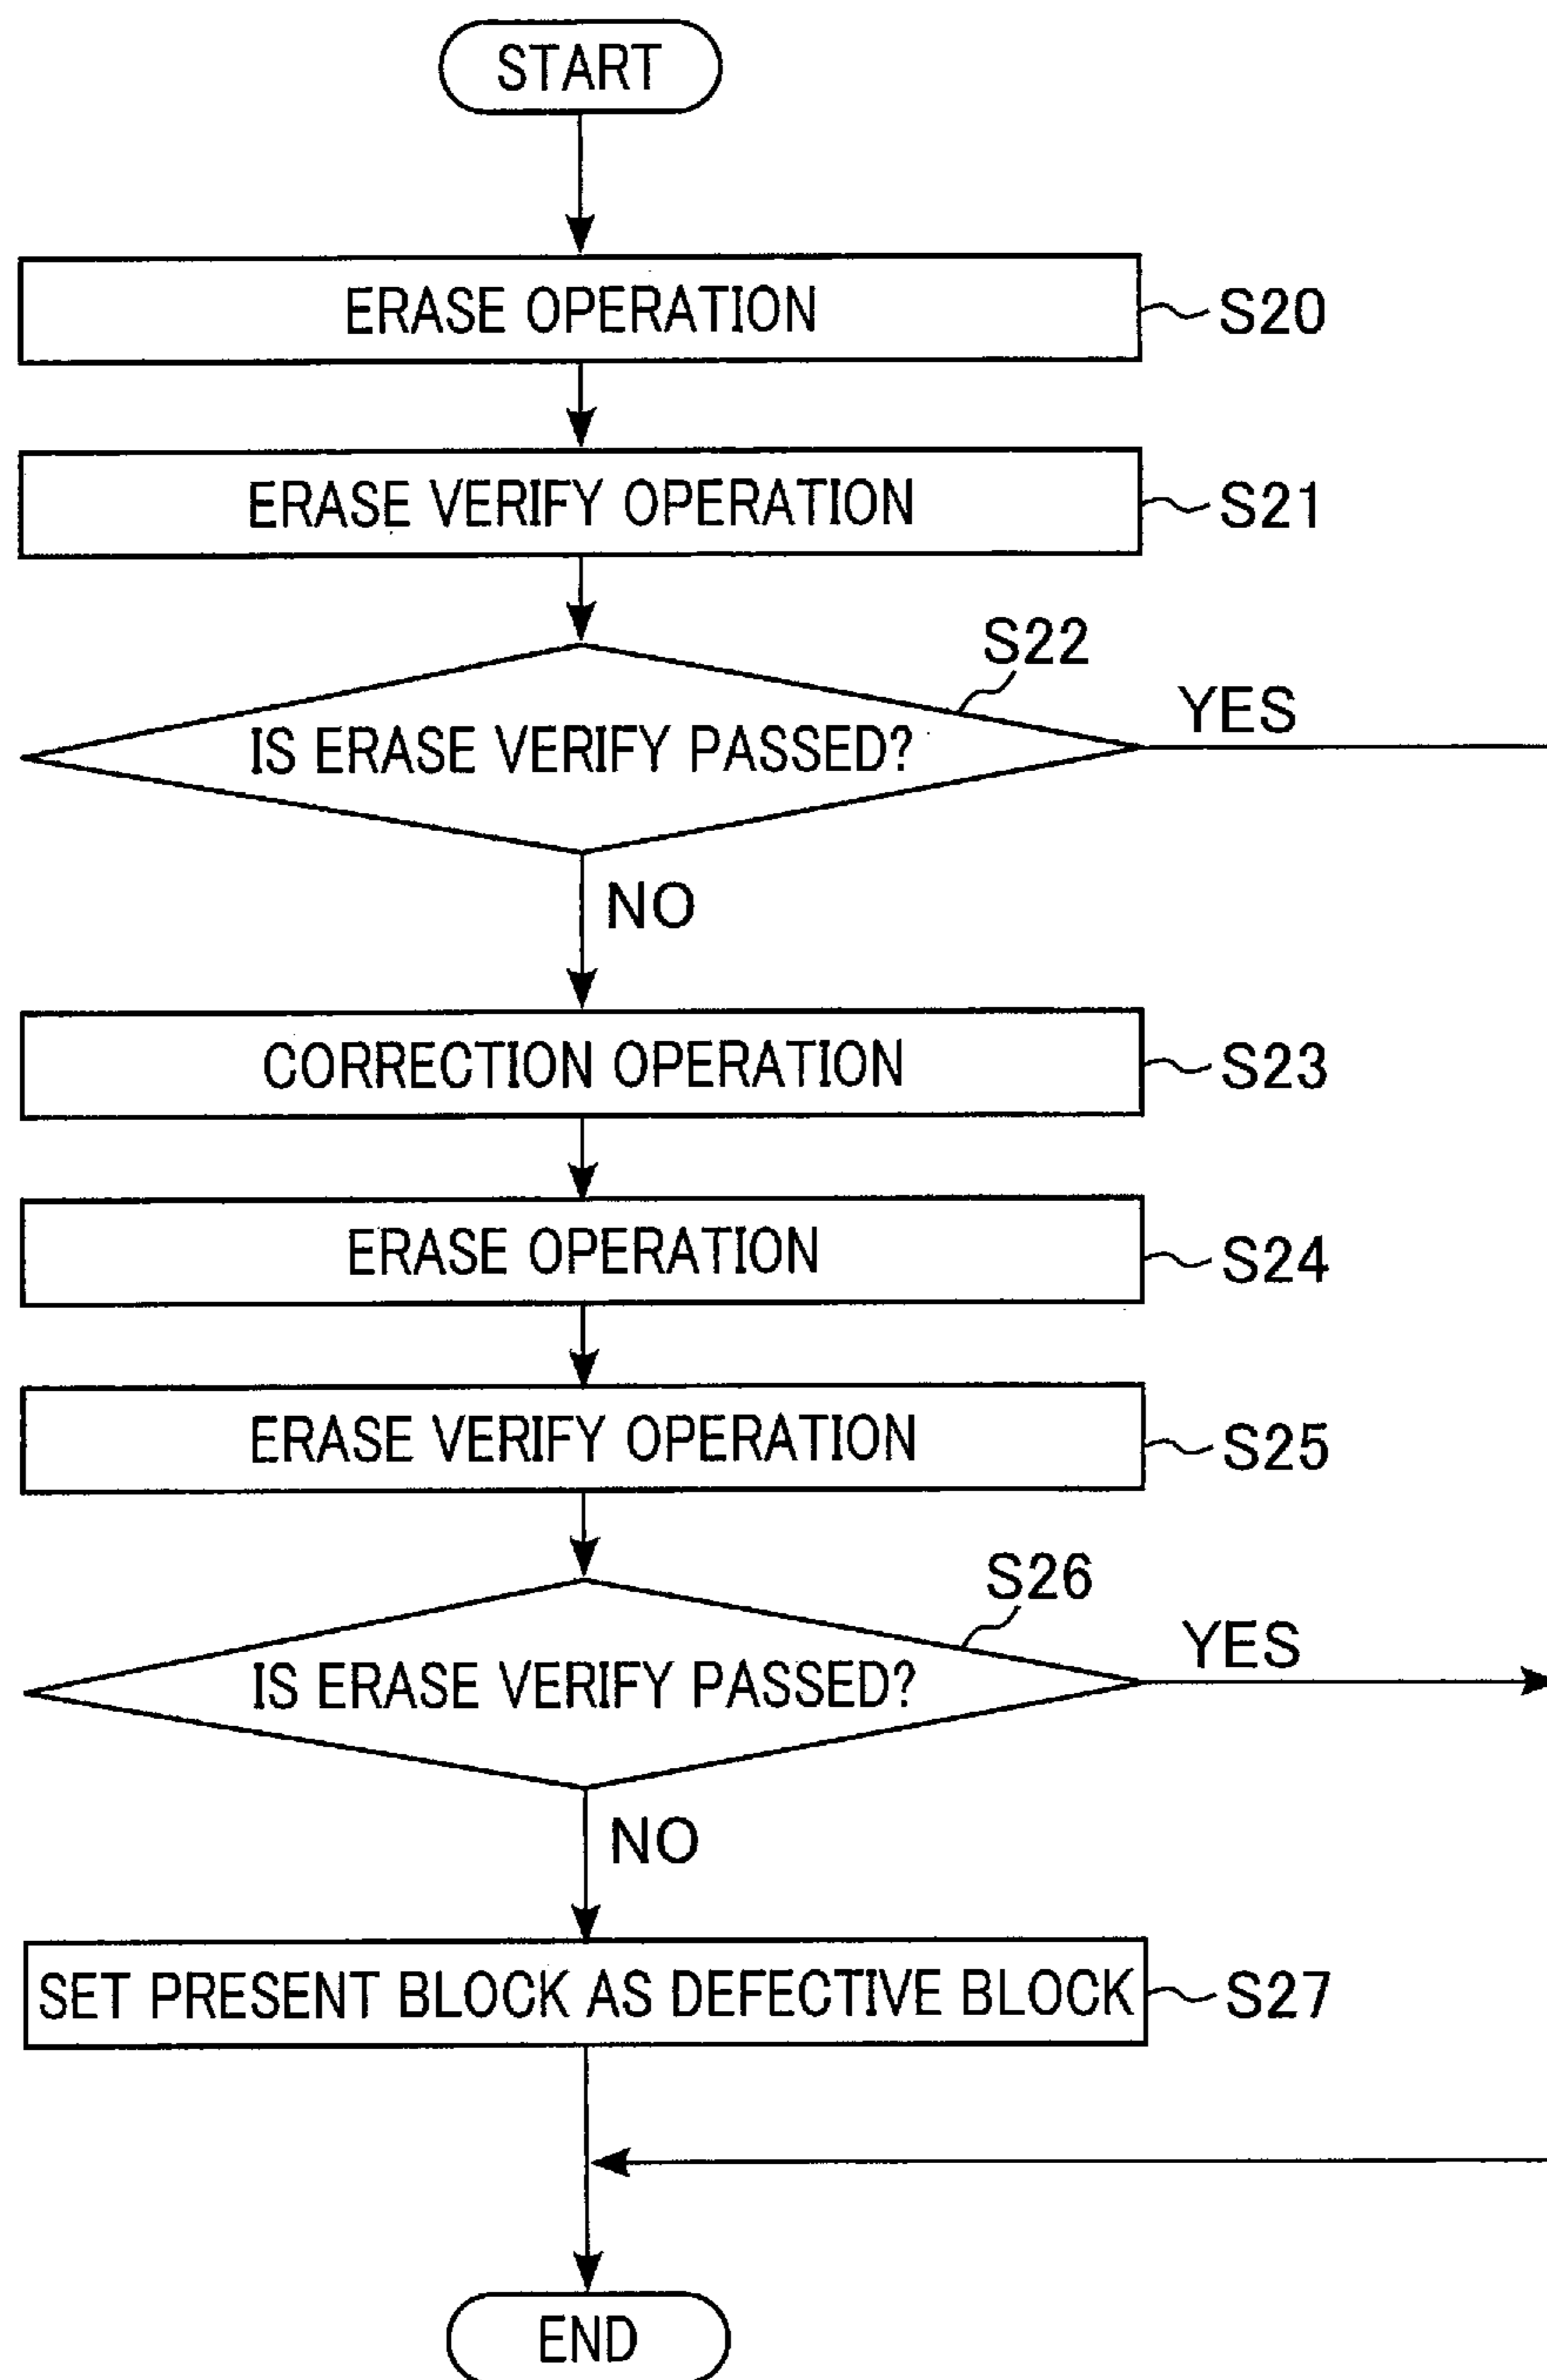 START
ERASE OPERATION
S20
ERASE VERIFY OPERATION
S21
S22
IS ERASE VERIFY PASSED?
YES
NO
CORRECTION OPERATION
S23
ERASE OPERATION
S24
ERASE VERIFY OPERATION
S25
S26
IS ERASE VERIFY PASSED?
YES
NO
SET PRESENT BLOCK AS DEFECTIVE BLOCK
S27
END